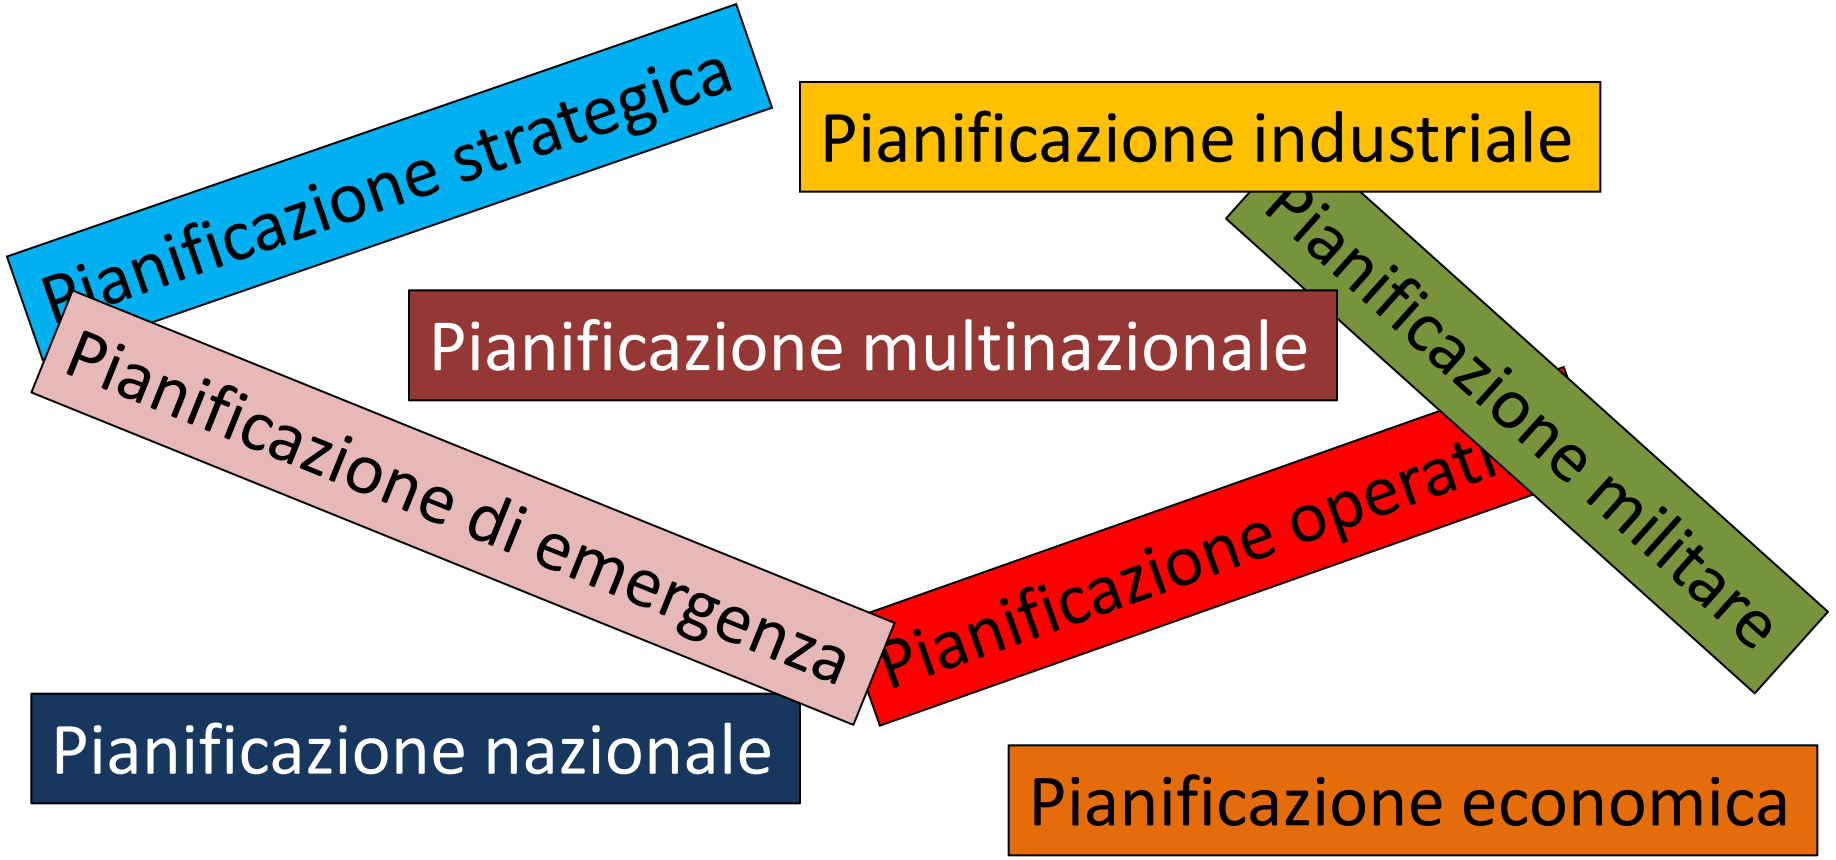 Pianificazione strategica
Pianificazione industriale
Pianificazione militare
Pianificazione multinazionale
Pianificazione di emergenza
Pianificazione
Pianificazione nazionale
Pianificazione economica